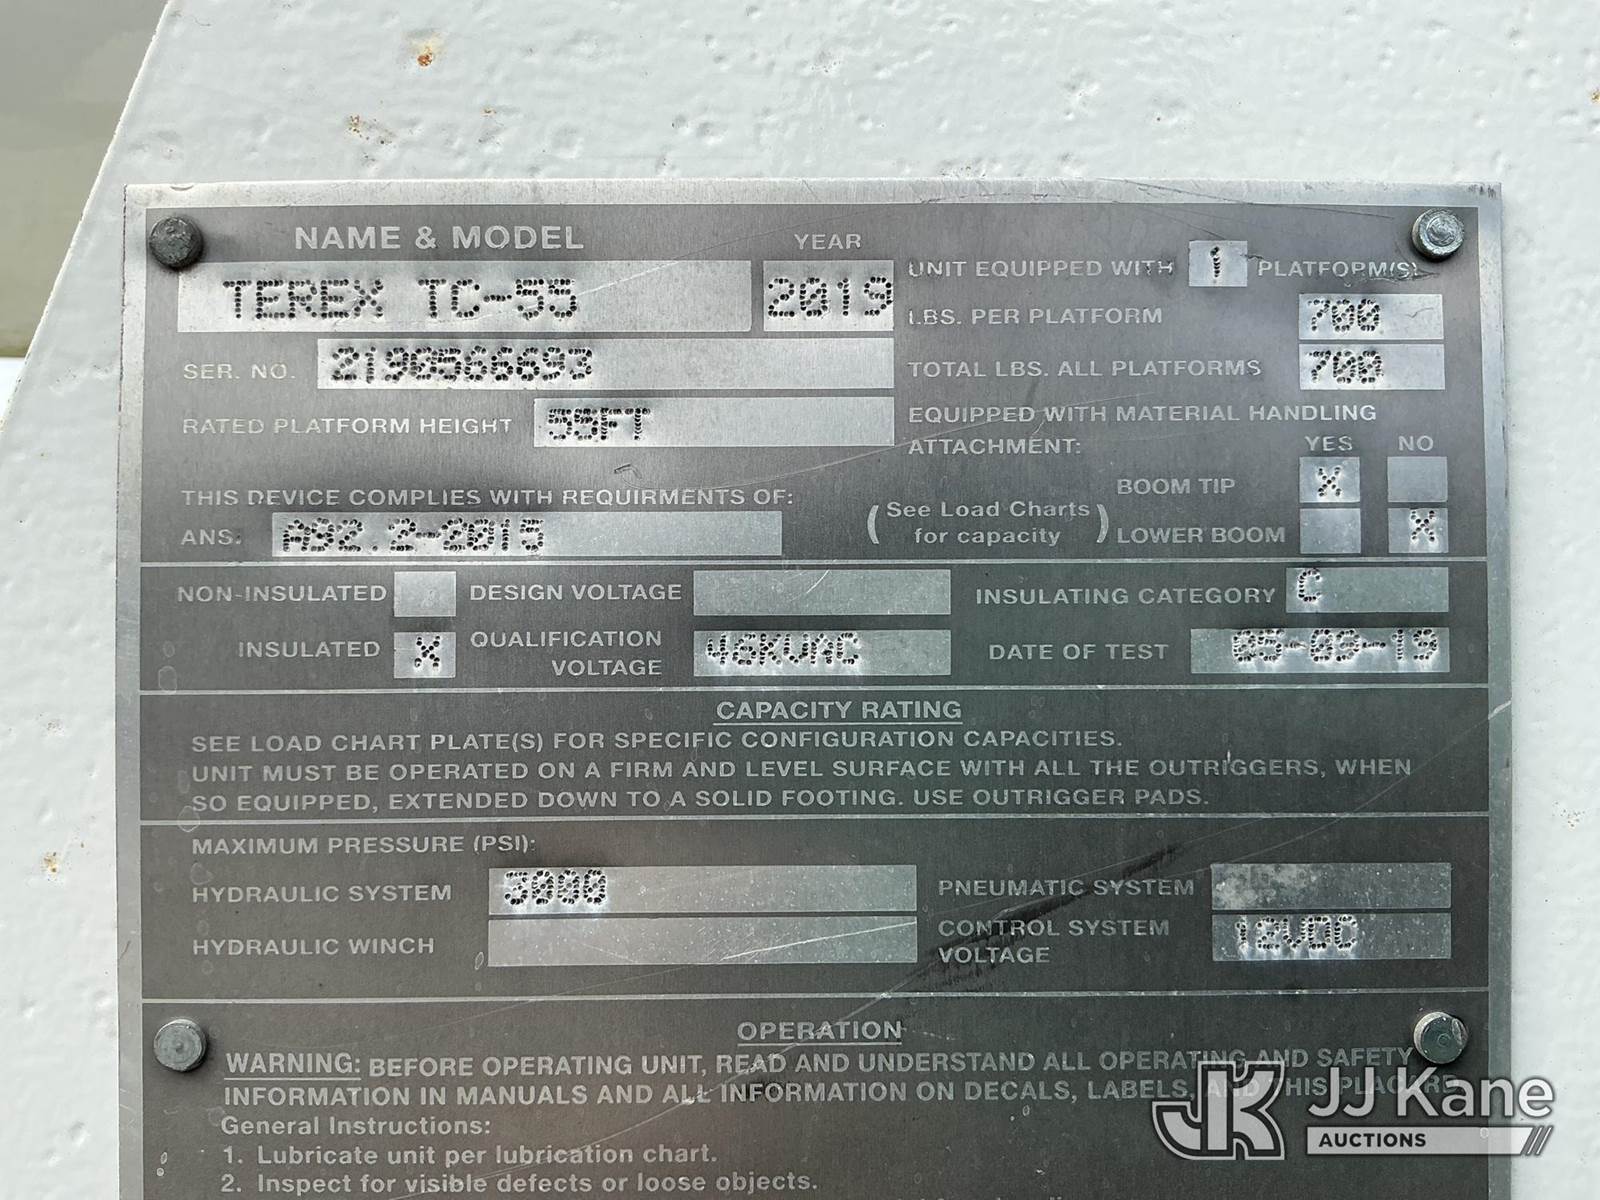 NAME & MODEL
YEAR
TEREX TC-55
2019
UNIT EQUIPPED WITH 1 PLATFORM(S)
LBS. PER PLATFORM 700
SER. NO. 2190566693
TOTAL LBS. ALL PLATFORMS 700
RATED PLATFORM HEIGHT 55FT
EQUIPPED WITH MATERIAL HANDLING
ATTACHMENT: YES NO
BOOM TIP X
THIS DEVICE COMPLIES WITH REQUIRMENTS OF:
(See Load Charts
for capacity)
LOWER BOOM X
ANS: A92.2-2015
NON-INSULATED DESIGN VOLTAGE INSULATING CATEGORY C
INSULATED X QUALIFICATION
VOLTAGE 46KVAC DATE OF TEST 05-09-19
CAPACITY RATING
SEE LOAD CHART PLATE(S) FOR SPECIFIC CONFIGURATION CAPACITIES.
UNIT MUST BE OPERATED ON A FIRM AND LEVEL SURFACE WITH ALL THE OUTRIGGERS, WHEN
SO EQUIPPED, EXTENDED DOWN TO A SOLID FOOTING. USE OUTRIGGER PADS.
MAXIMUM PRESSURE (PSI):
HYDRAULIC SYSTEM 3000 PNEUMATIC SYSTEM
HYDRAULIC WINCH CONTROL SYSTEM
VOLTAGE 12VDC
OPERATION
WARNING: BEFORE OPERATING UNIT, READ AND UNDERSTAND ALL OPERATING AND SAFETY
INFORMATION IN MANUALS AND ALL INFORMATION ON DECALS, LABELS, AND THIS PLACARD
General Instructions:
1. Lubricate unit per lubrication chart.
2. Inspect for visible defects or loose objects.
JK JJ Kane
AUCTIONS